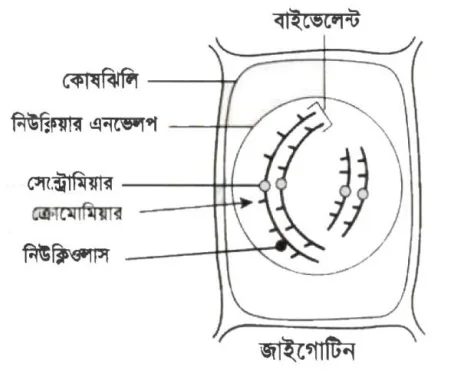 বাইভেলেন্ট
কোষঝিলি
নিউক্লিয়ার এনভেলপ
সেন্ট্রোমিয়ার
ক্রোমোমিয়ার
নিউক্লিওলাস
জাইগোটিন